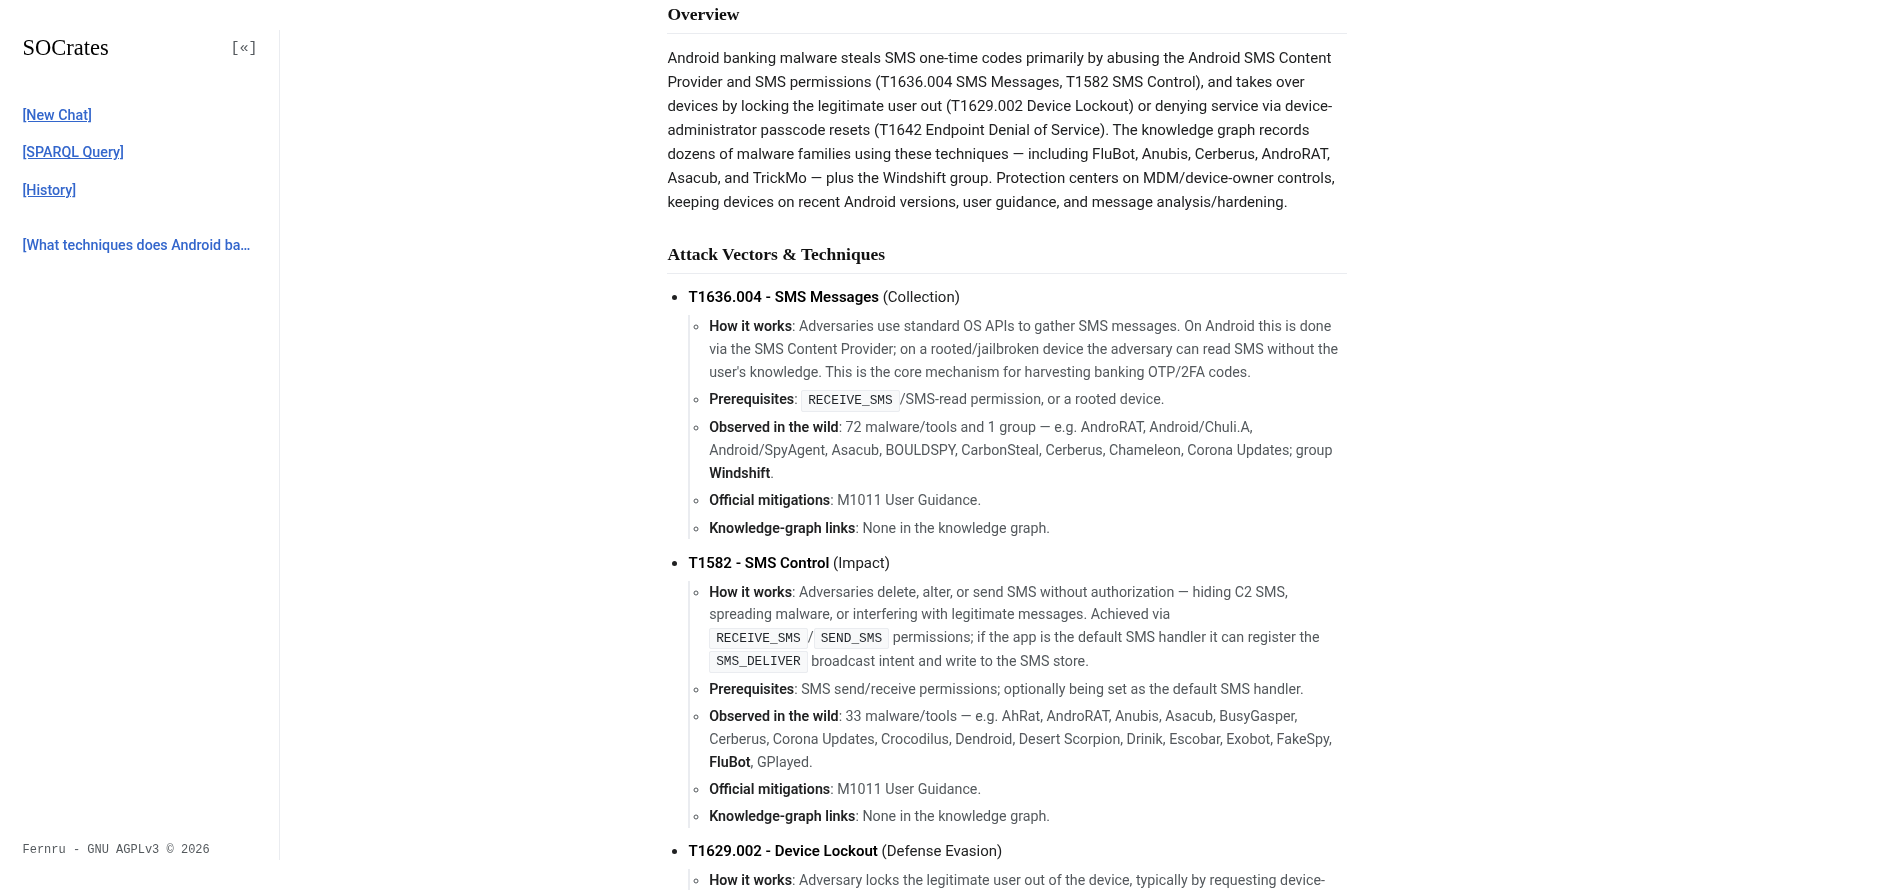 SOCrates
[«]
[New Chat]
[SPARQL Query]
[History]
[What techniques does Android ba...
Fernru - GNU AGPLv3 © 2026
Overview
Android banking malware steals SMS one-time codes primarily by abusing the Android SMS Content
Provider and SMS permissions (T1636.004 SMS Messages, T1582 SMS Control), and takes over
devices by locking the legitimate user out (T1629.002 Device Lockout) or denying service via device-
administrator passcode resets (T1642 Endpoint Denial of Service). The knowledge graph records
dozens of malware families using these techniques — including FluBot, Anubis, Cerberus, AndroRAT,
Asacub, and TrickMo — plus the Windshift group. Protection centers on MDM/device-owner controls,
keeping devices on recent Android versions, user guidance, and message analysis/hardening.
Attack Vectors & Techniques
• T1636.004 - SMS Messages (Collection)
◦ How it works: Adversaries use standard OS APIs to gather SMS messages. On Android this is done
via the SMS Content Provider; on a rooted/jailbroken device the adversary can read SMS without the
user's knowledge. This is the core mechanism for harvesting banking OTP/2FA codes.
◦ Prerequisites: RECEIVE_SMS /SMS-read permission, or a rooted device.
◦ Observed in the wild: 72 malware/tools and 1 group — e.g. AndroRAT, Android/Chuli.A,
Android/SpyAgent, Asacub, BOULDSPY, CarbonSteal, Cerberus, Chameleon, Corona Updates; group
Windshift.
◦ Official mitigations: M1011 User Guidance.
◦ Knowledge-graph links: None in the knowledge graph.
• T1582 - SMS Control (Impact)
◦ How it works: Adversaries delete, alter, or send SMS without authorization — hiding C2 SMS,
spreading malware, or interfering with legitimate messages. Achieved via
RECEIVE_SMS / SEND_SMS permissions; if the app is the default SMS handler it can register the
SMS_DELIVER broadcast intent and write to the SMS store.
◦ Prerequisites: SMS send/receive permissions; optionally being set as the default SMS handler.
◦ Observed in the wild: 33 malware/tools — e.g. AhRat, AndroRAT, Anubis, Asacub, BusyGasper,
Cerberus, Corona Updates, Crocodilus, Dendroid, Desert Scorpion, Drinik, Escobar, Exobot, FakeSpy,
FluBot, GPlayed.
◦ Official mitigations: M1011 User Guidance.
◦ Knowledge-graph links: None in the knowledge graph.
• T1629.002 - Device Lockout (Defense Evasion)
◦ How it works: Adversary locks the legitimate user out of the device, typically by requesting device-